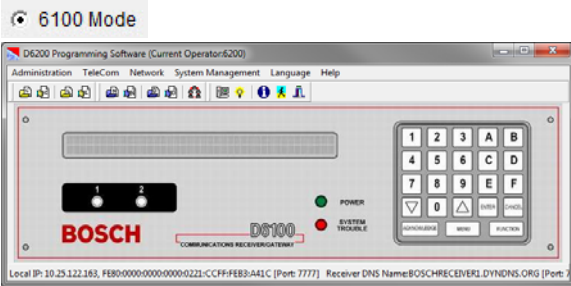 6100 Mode
D6200 Programming Software (Current Operator:6200)
Administration TeleCom Network System Management Language Help
1 2 3 A B
4 5 6 C D
7 8 9 E F
0 ENTER CANCEL
ACKNOWLEDGE MENU FUNCTION
1 2
POWER
SYSTEM
TROUBLE
BOSCH
D6100
COMMUNICATIONS RECEIVER/GATEWAY
Local IP: 10.25.122.163, FE80:0000:0000:0000:0221:CCFF:FEB3:A41C [Port: 7777] Receiver DNS Name:BOSCHRECEIVER1.DYNDNS.ORG [Port: 7